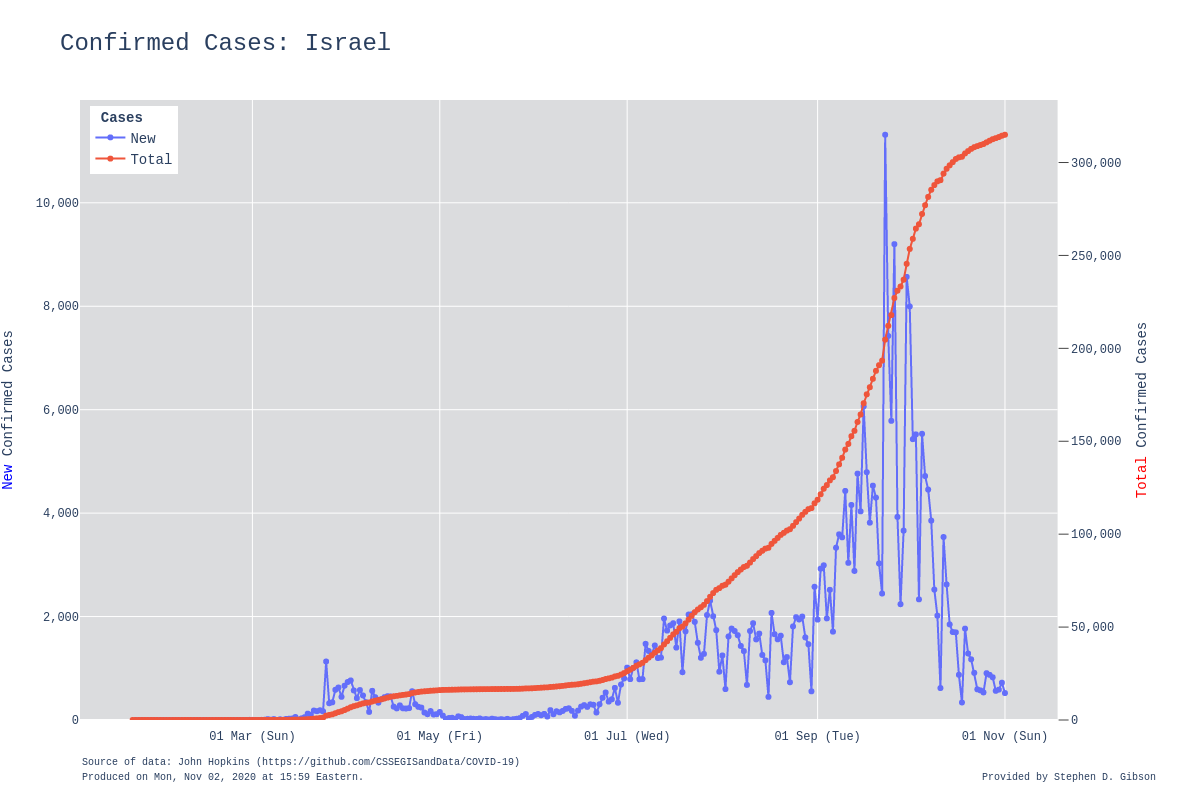 Confirmed Cases: Israel
Cases
New
Total
10,000
8,000
6,000
4,000
2,000
0
300,000
250,000
200,000
150,000
100,000
50,000
0
New Confirmed Cases
Total Confirmed Cases
01 Mar (Sun)
01 May (Fri)
01 Jul (Wed)
01 Sep (Tue)
01 Nov (Sun)
Source of data: John Hopkins (https://github.com/CSSEGISandData/COVID-19)
Produced on Mon, Nov 02, 2020 at 15:59 Eastern.
Provided by Stephen D. Gibson